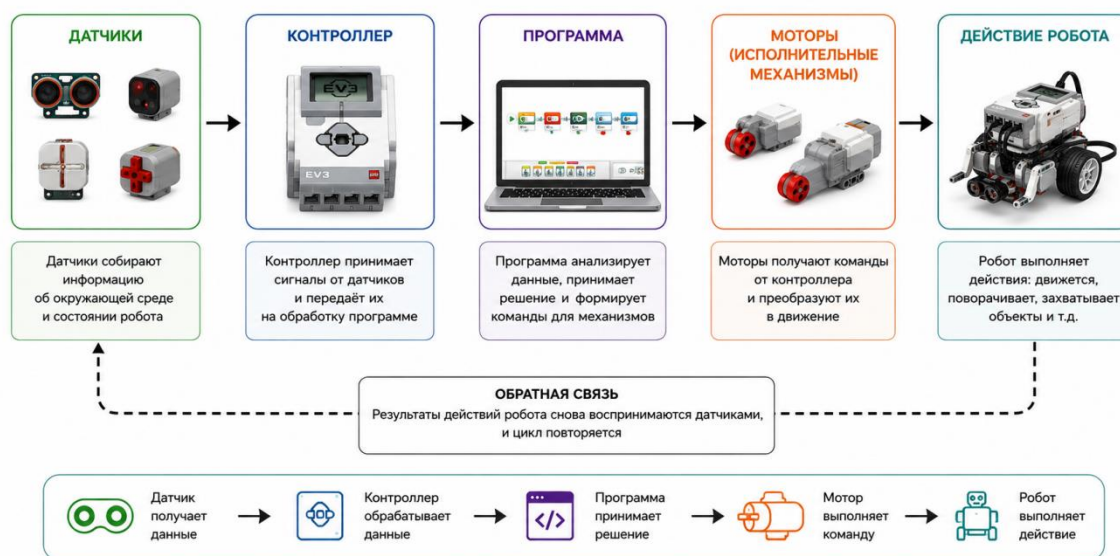 ДАТЧИКИ
КОНТРОЛЛЕР
EV3
EV3
ПРОГРАММА
МОТОРЫ
(ИСПОЛНИТЕЛЬНЫЕ
МЕХАНИЗМЫ)
ДЕЙСТВИЕ РОБОТА
Датчики собирают
информацию
об окружающей среде
и состоянии робота
Контроллер принимает
сигналы от датчиков
и передаёт их
на обработку программе
Программа анализирует
данные, принимает
решение и формирует
команды для механизмов
Моторы получают команды
от контроллера
и преобразуют их
в движение
Робот выполняет
действия: движется,
поворачивает, захватывает
объекты и т.д.
ОБРАТНАЯ СВЯЗЬ
Результаты действий робота снова воспринимаются датчиками,
и цикл повторяется
Датчик
получает
данные
Контроллер
обрабатывает
данные
</>
Программа
принимает
решение
Мотор
выполняет
команду
Робот
выполняет
действие